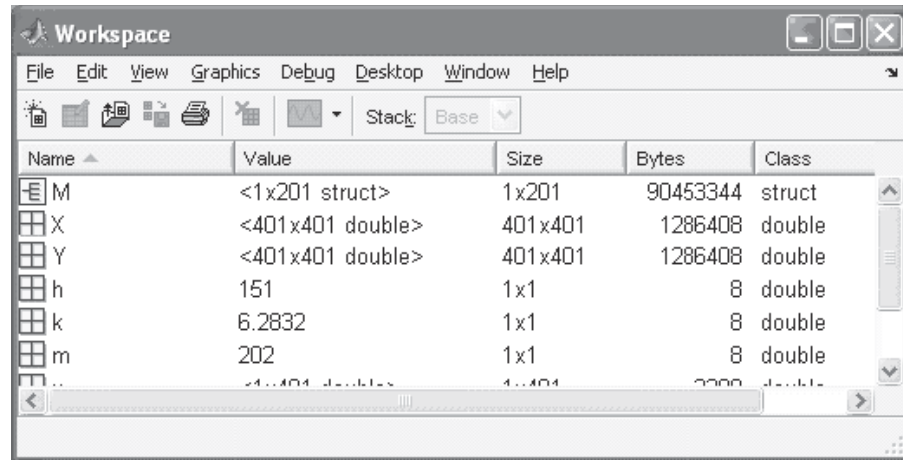 Workspace
File Edit View Graphics Debug Desktop Window Help
Stack: Base
Name Value Size Bytes Class
M <1x201 struct> 1x201 90453344 struct
X <401x401 double> 401x401 1286408 double
Y <401x401 double> 401x401 1286408 double
h 151 1x1 8 double
k 6.2832 1x1 8 double
m 202 1x1 8 double